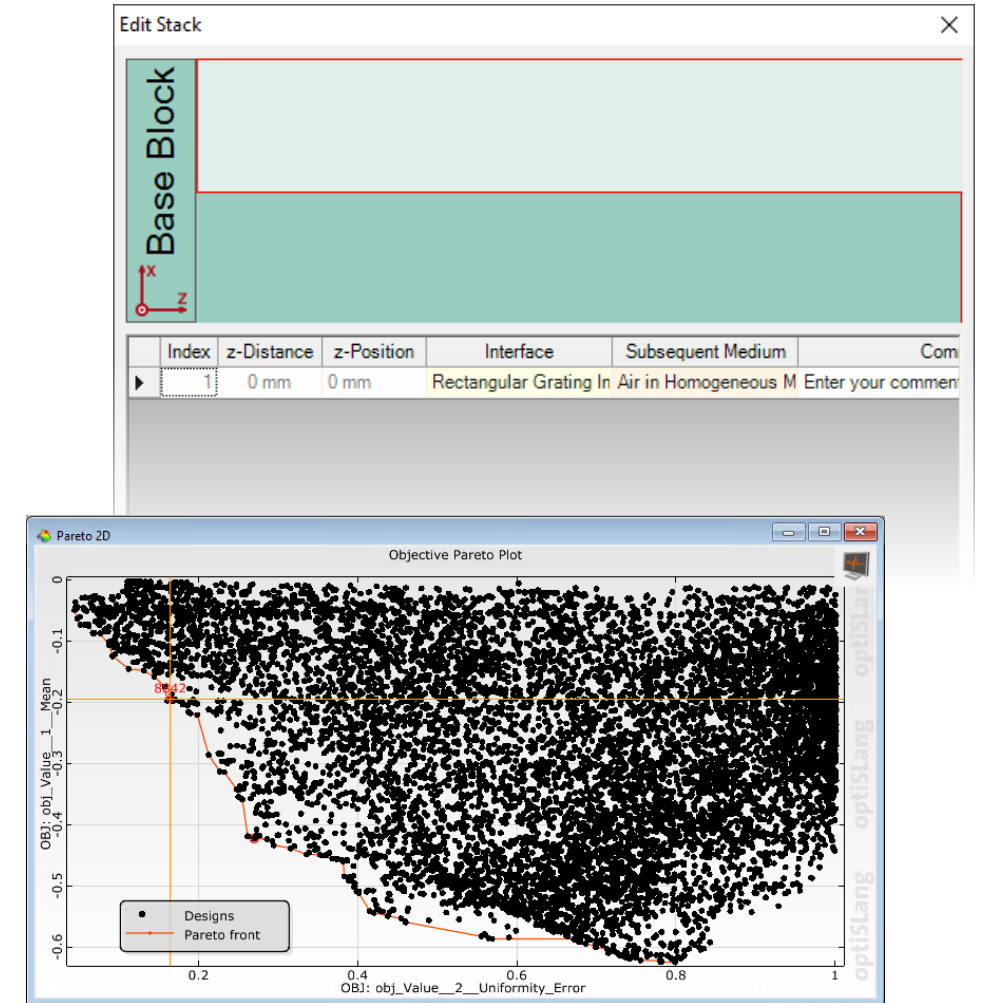 Edit Stack
Base Block
X
Z
Index z-Distance z-Position Interface Subsequent Medium Com
1 0 mm 0 mm Rectangular Grating In Air in Homogeneous M Enter your commen
Pareto 2D
Objective Pareto Plot
OBJ: obj_Value__1__Mean
0
-0.1
-0.2
-0.3
-0.4
-0.5
-0.6
8642
Designs
Pareto front
0.2 0.4 0.6 0.8 1
OBJ: obj_Value__2__Uniformity_Error
optiSLang
optiSLang
optiSLang